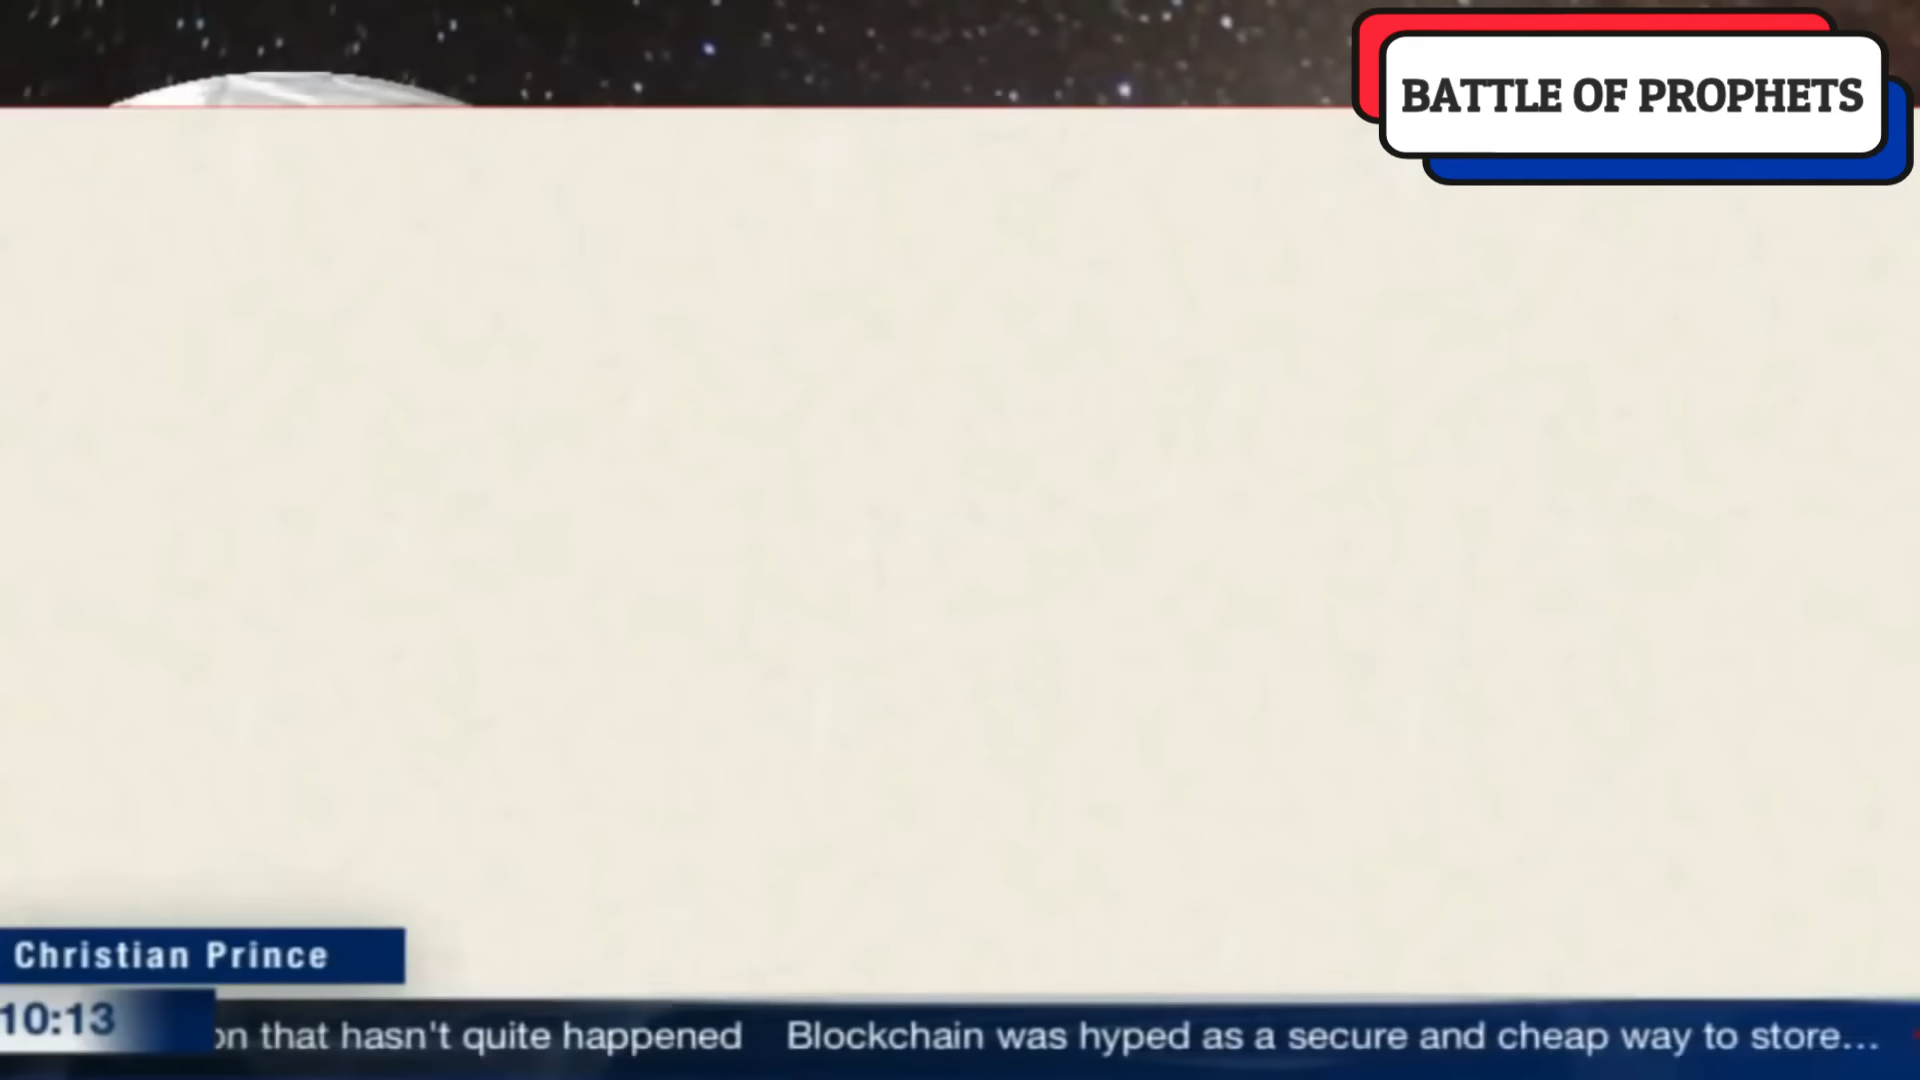 BATTLE OF PROPHETS
Christian Prince
10:13
on that hasn't quite happened Blockchain was hyped as a secure and cheap way to store...